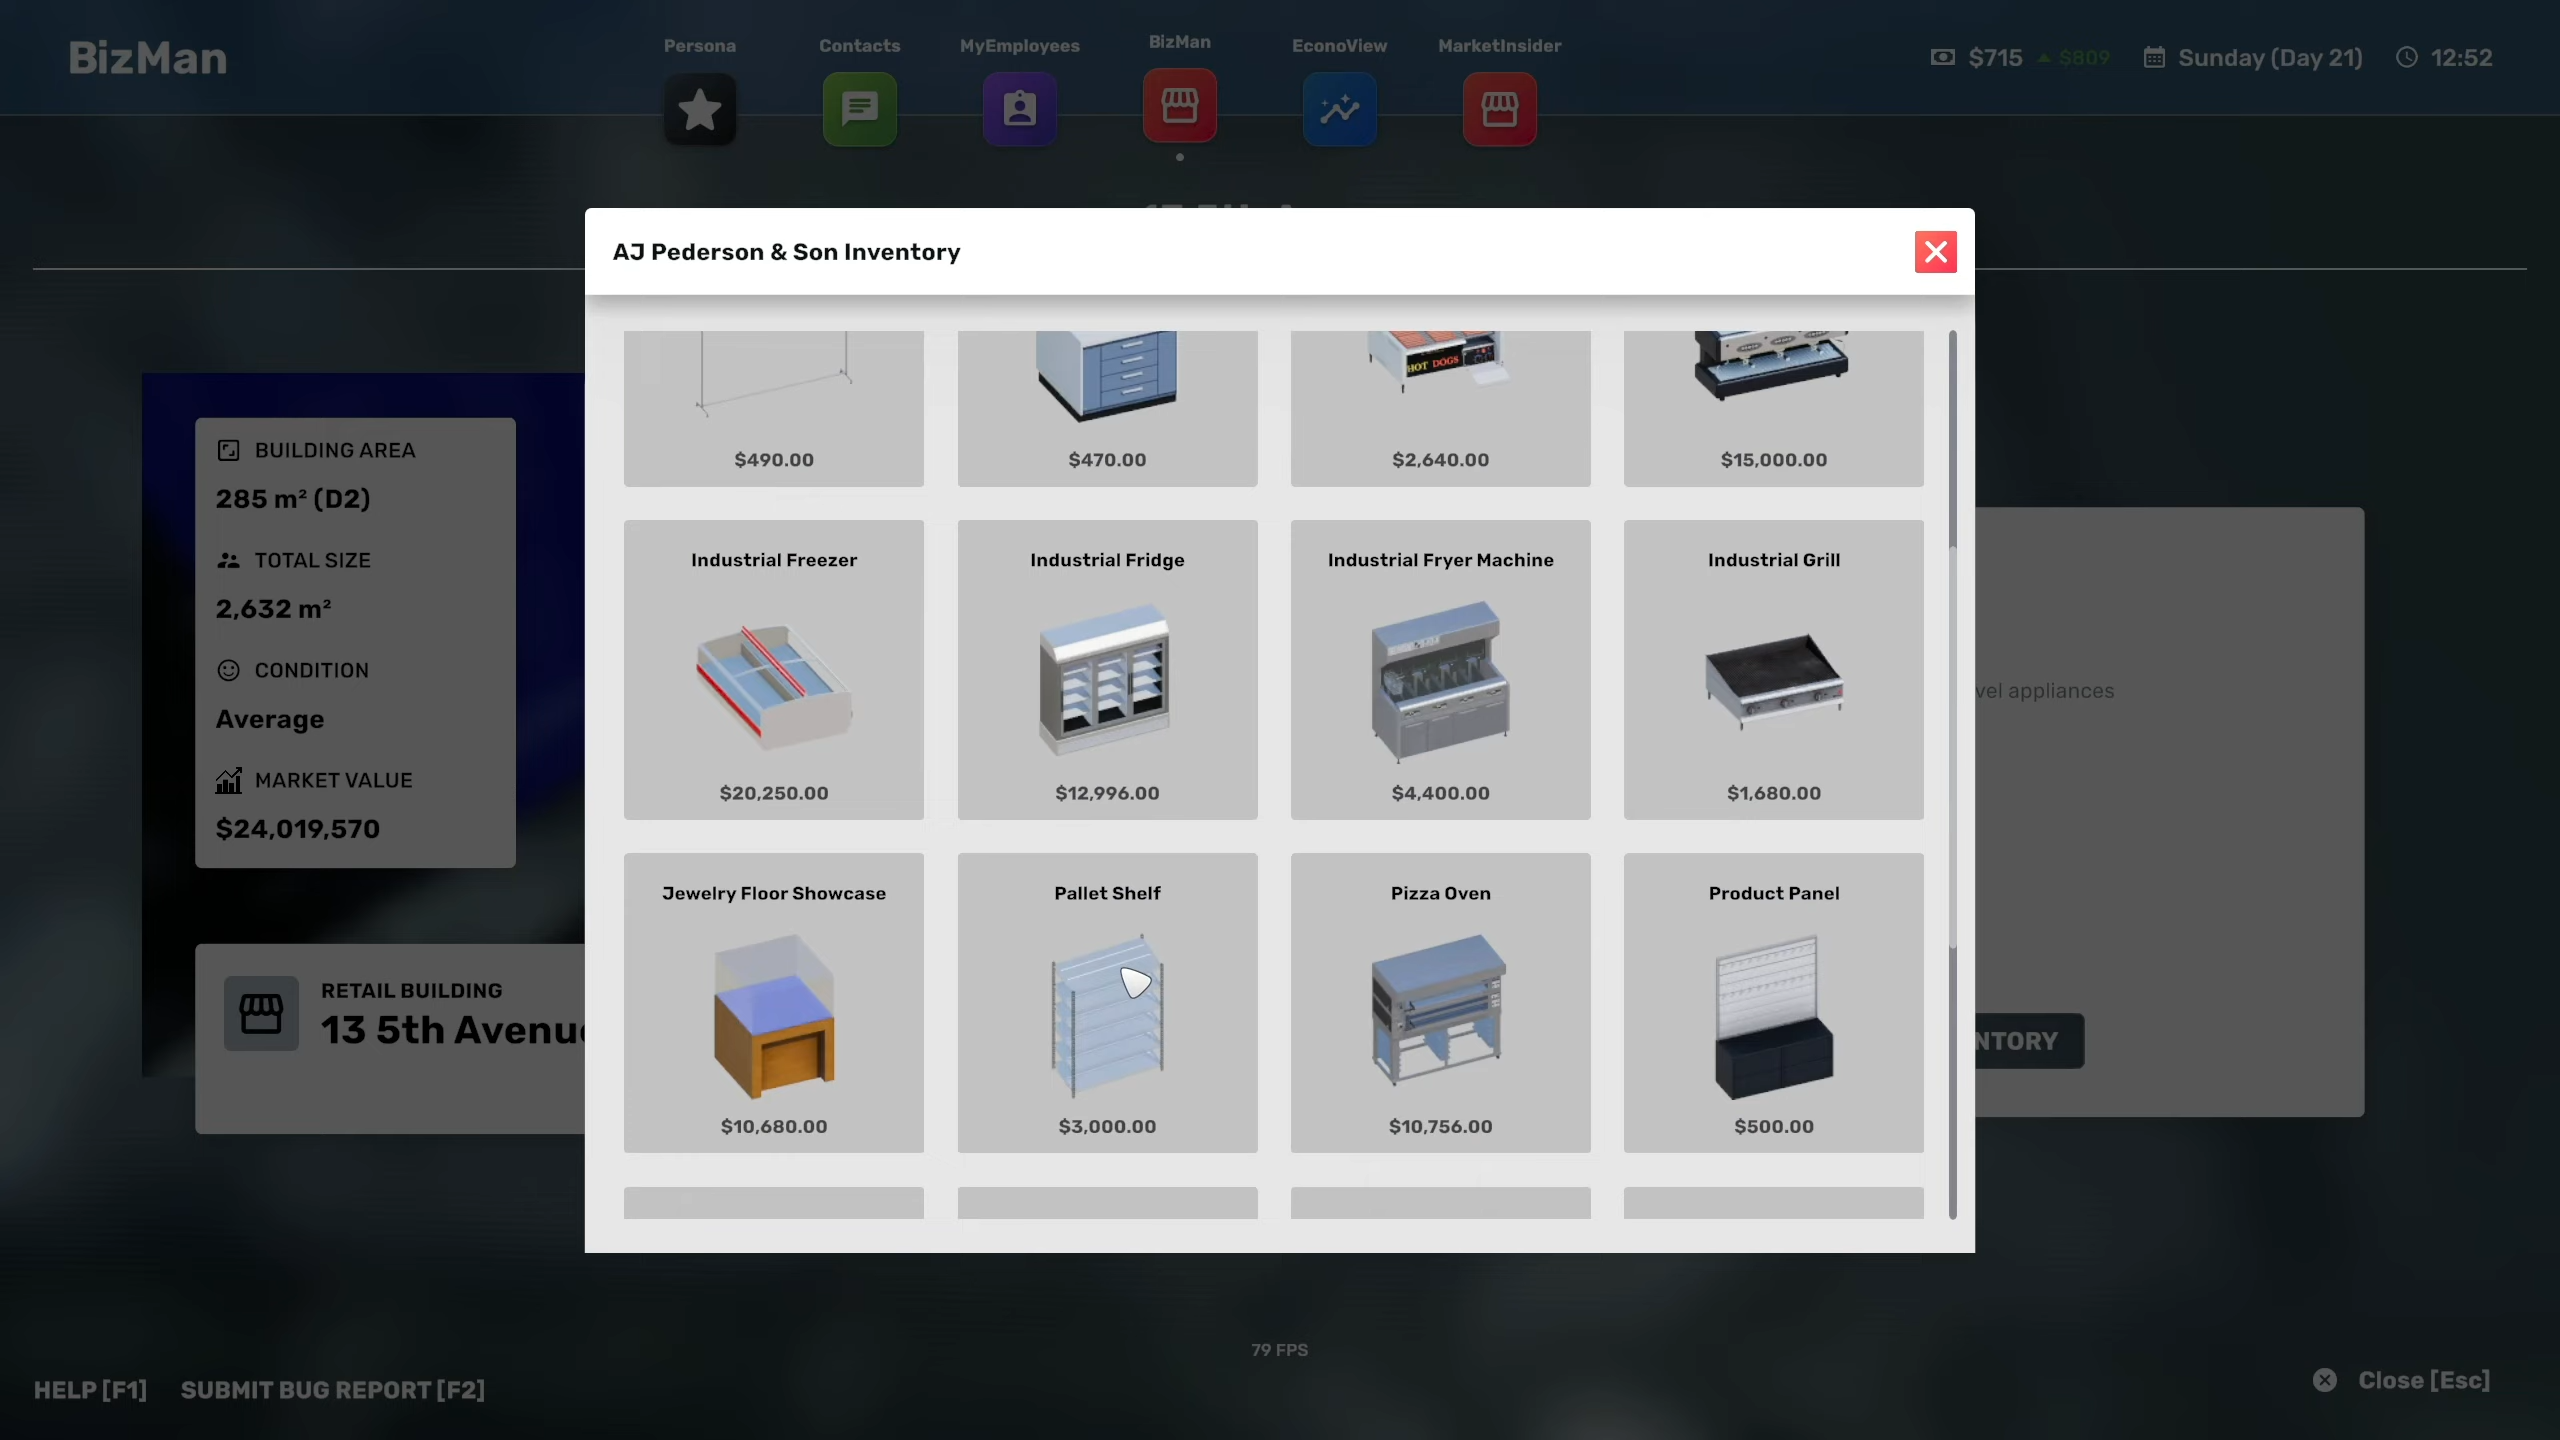 BizMan
Persona
Contacts
MyEmployees
BizMan
EconoView
MarketInsider
$715
$809
Sunday (Day 21)
12:52
AJ Pederson & Son Inventory
HOT DOGS
$490.00
$470.00
$2,640.00
$15,000.00
Industrial Freezer
Industrial Fridge
Industrial Fryer Machine
Industrial Grill
$20,250.00
$12,996.00
$4,400.00
$1,680.00
Jewelry Floor Showcase
Pallet Shelf
Pizza Oven
Product Panel
$10,680.00
$3,000.00
$10,756.00
$500.00
BUILDING AREA
285 m² (D2)
TOTAL SIZE
2,632 m²
CONDITION
Average
MARKET VALUE
$24,019,570
RETAIL BUILDING
13 5th Avenu
vel appliances
NTORY
79 FPS
HELP [F1]
SUBMIT BUG REPORT [F2]
Close [Esc]